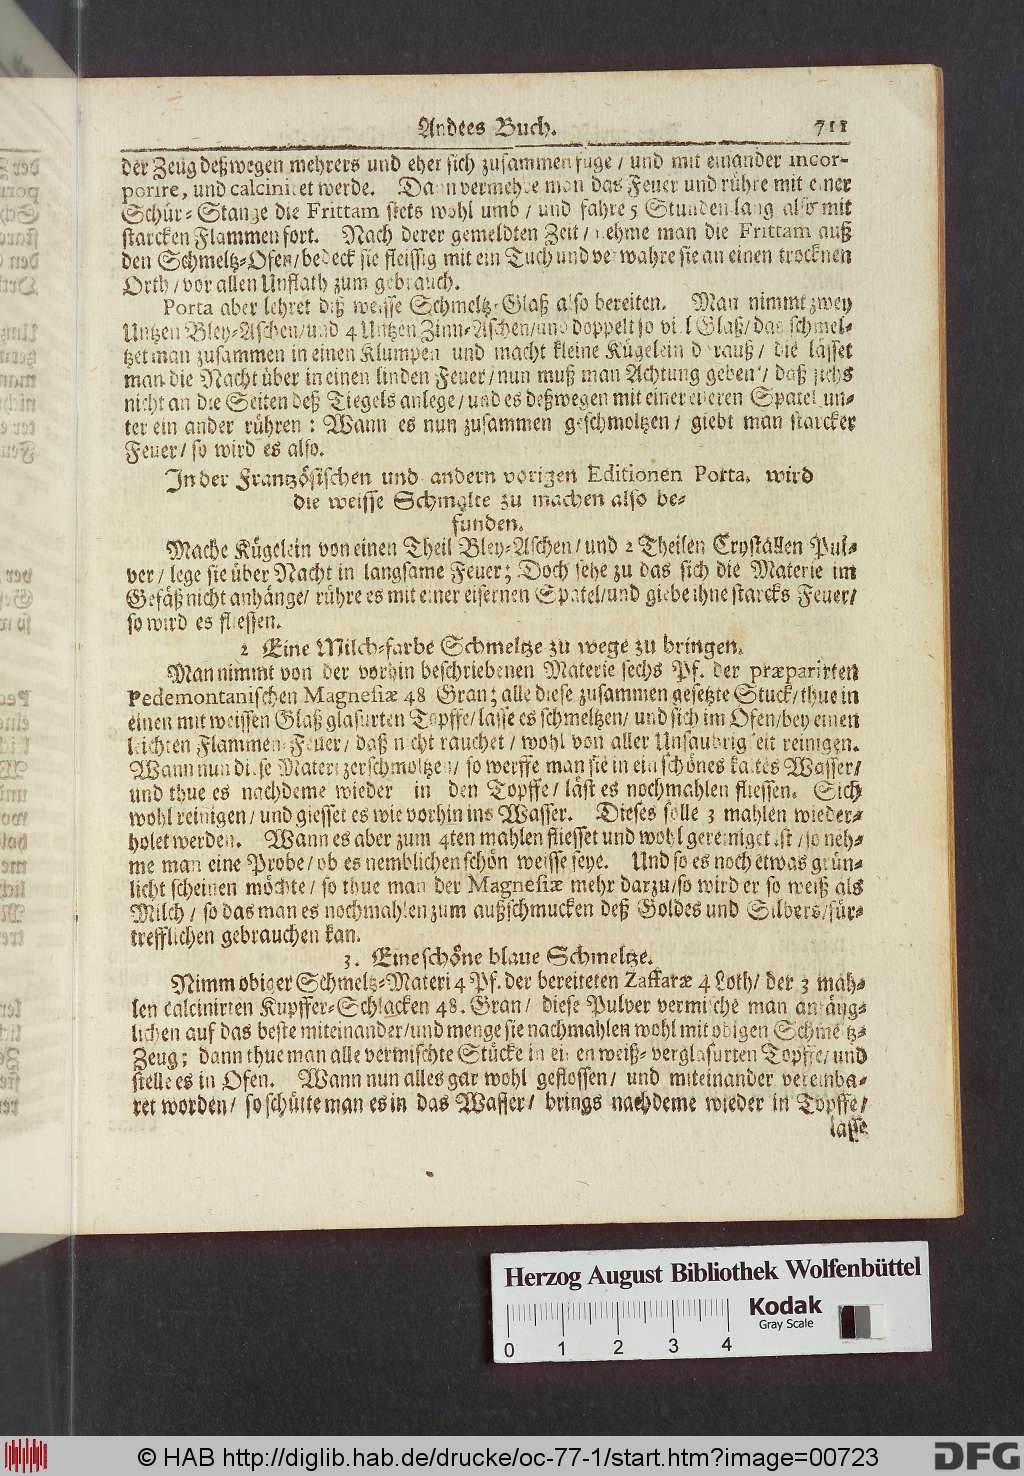 Anders Buch. 711
der Zeug deßwegen mehrers und eher sich zusammen füge / und mit einander incor-
porire, und calciniret werde. Dann vermehre man das Feuer und rühre mit einer
Schür-Stange die Frittam stets wohl umb / und fahre 5 Stunden lang also mit
starcken Flammen fort. Nach derer gemeldten Zeit / nehme man die Frittam auß
den Schmeltz-Ofen / bedeck sie fleissig mit ein Tuch und verwahre sie an einen trocknen
Orth / vor allen Unflath zum gebrauch.
Porta aber lehret diß weisse Schmeltz-Glaß also bereiten. Man nimmt zwey
Untzen Bley-Aschen / und 4 Untzen Zinn-Aschen / und doppelt so viel Glaß / das schmel-
tzet man zusammen in einen Klumpen und macht kleine Kügelein darauß / die lässet
man die Nacht über in einen linden Feuer / nun muß man Achtung geben / daß sichs
nicht an die Seiten deß Tiegels anlege / und es deßwegen mit einer eiseren Spatel un-
ter ein ander rühren: Wann es nun zusammen geschmoltzen / giebt man starcker
Feuer / so wird es also.
In der Frantzösischen und andern vorigen Editionen Porta, wird
die weisse Schmalte zu machen also be-
funden.
Mache Kügelein von einen Theil Bley-Aschen / und 2 Theilen Crystallen Pul-
ver / lege sie über Nacht in langsame Feuer; Doch sehe zu das sich die Materie im
Gefäß nicht anhänge / rühre es mit einer eisernen Spatel / und giebe ihne starcks Feuer /
so wird es fliessen.
2 Eine Milch-farbe Schmeltze zu wege zu bringen.
Man nimmt von der vorhin beschriebenen Materie sechs Pf. der præparirten
Pedemontanischen Magnesiæ 48 Gran; alle diese zusammen gesetzte Stuck / thue in
einen mit weissen Glaß glasurten Topffe / lasse es schmeltzen / und sich im Ofen / bey einen
leichten Flammen-Feuer / daß nicht rauchet / wohl von aller Unsaubrigkeit reinigen.
Wann nun diese Materi zerschmoltzen / so werffe man sie in ein schönes kaltes Wasser /
und thue es nachdeme wieder in den Topffe / läst es nochmahlen fliessen. Sich
wohl reinigen / und giesset es wie vorhin ins Wasser. Dieses solle 3 mahlen wieder-
holet werden. Wann es aber zum 4ten mahlen fliesset und wohl gereiniget ist / so neh-
me man eine Probe / ob es nemblichen schön weisse seye. Und so es noch etwas grün-
licht scheinen möchte / so thue man der Magnesiæ mehr darzu / so wird er so weiß als
Milch / so das man es nochmahlen zum außschmucken deß Goldes und Silbers / für-
trefflichen gebrauchen kan.
3. Eine schöne blaue Schmeltze.
Nimm obiger Schmeltz-Materi 4 Pf. der bereiteten Zaffaræ 4 Loth / der 3 mah-
len calcinirten Kupffer-Schlacken 48. Gran / diese Pulver vermische man anfäng-
lichen auf das beste miteinander / und menge sie nachmahlen wohl mit obigen Schmeltz-
Zeug; dann thue man alle vermischte Stücke in einen weiß-verglasurten Topffe / und
stelle es in Ofen. Wann nun alles gar wohl geflossen / und miteinander vereinba-
ret worden / so schütte man es in das Wasser / brings nachdeme wieder in Topffe /
lasse
Herzog August Bibliothek Wolfenbüttel
Kodak
Gray Scale
0 1 2 3 4
© HAB http://diglib.hab.de/drucke/oc-77-1/start.htm?image=00723
DFG